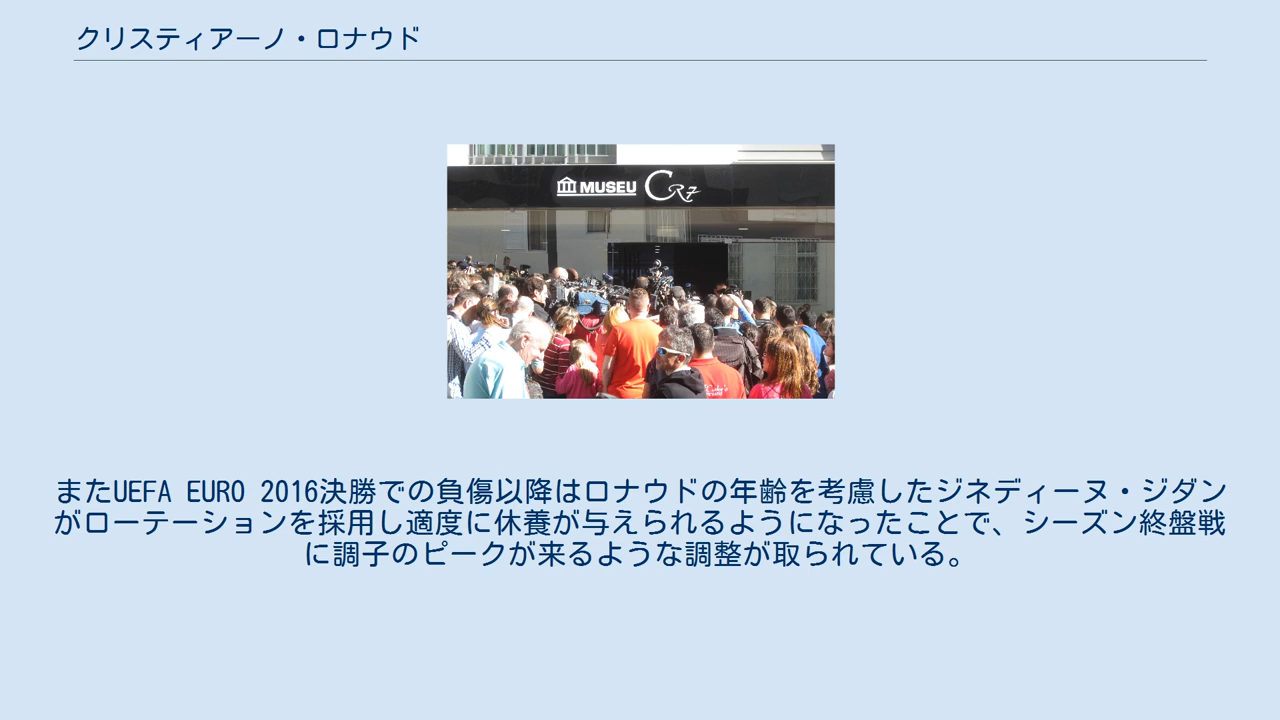 クリスティアーノ・ロナウド
MUSEU CR7
またUEFA EURO 2016決勝での負傷以降はロナウドの年齢を考慮したジネディーヌ・ジダン
がローテーションを採用し適度に休養が与えられるようになったことで、シーズン終盤戦
に調子のピークが来るような調整が取られている。